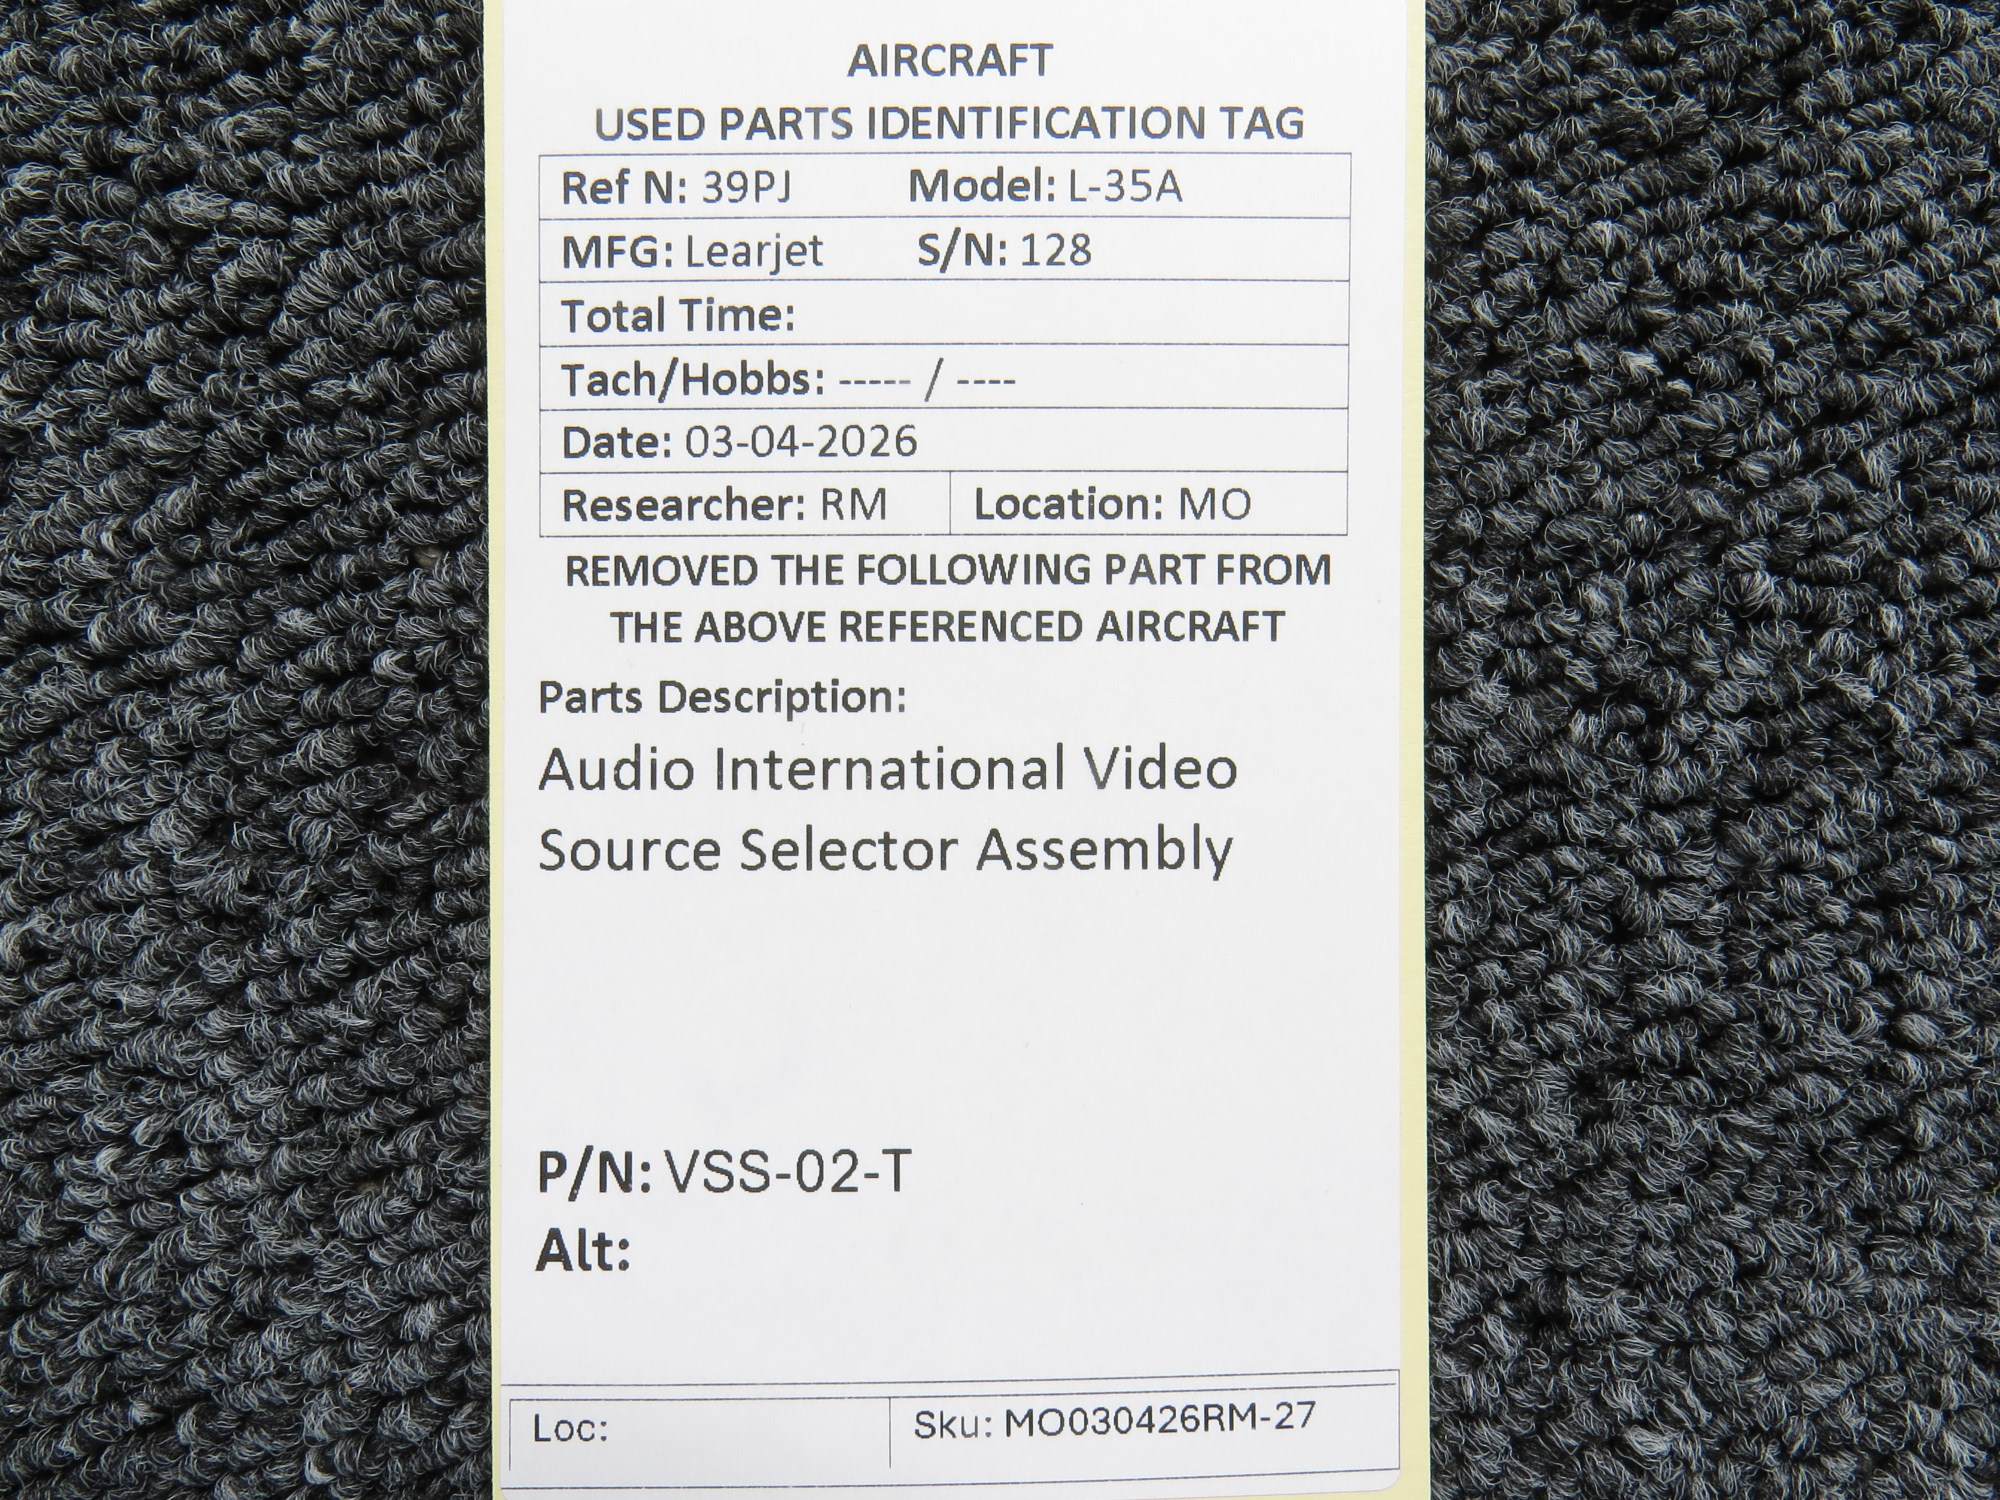 AIRCRAFT
USED PARTS IDENTIFICATION TAG
Ref N: 39PJ Model: L-35A
MFG: Learjet S/N: 128
Total Time:
Tach/Hobbs: ----- / ----
Date: 03-04-2026
Researcher: RM Location: MO
REMOVED THE FOLLOWING PART FROM
THE ABOVE REFERENCED AIRCRAFT
Parts Description:
Audio International Video
Source Selector Assembly
P/N: VSS-02-T
Alt:
Loc: Sku: MO030426RM-27